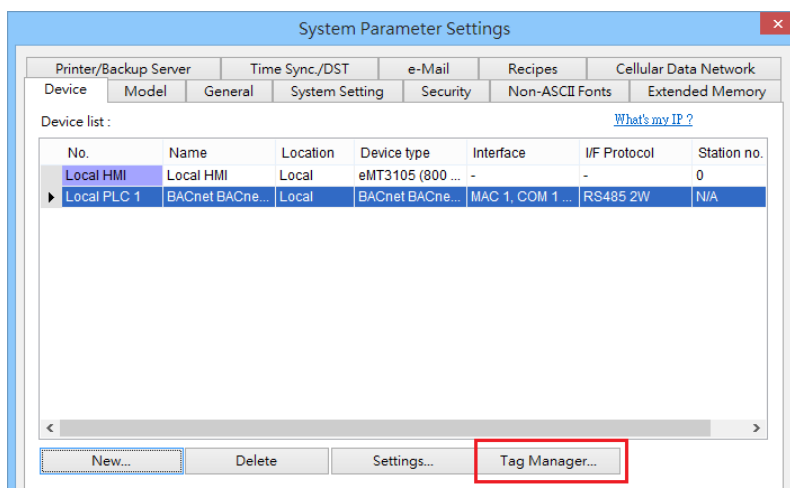 System Parameter Settings
Printer/Backup Server Time Sync./DST e-Mail Recipes Cellular Data Network
Device Model General System Setting Security Non-ASCII Fonts Extended Memory
Device list : What's my IP ?
No. Name Location Device type Interface I/F Protocol Station no.
Local HMI Local HMI Local eMT3105 (800 ... - - 0
Local PLC 1 BACnet BACne... Local BACnet BACne... MAC 1, COM 1 ... RS485 2W N/A
New... Delete Settings... Tag Manager...